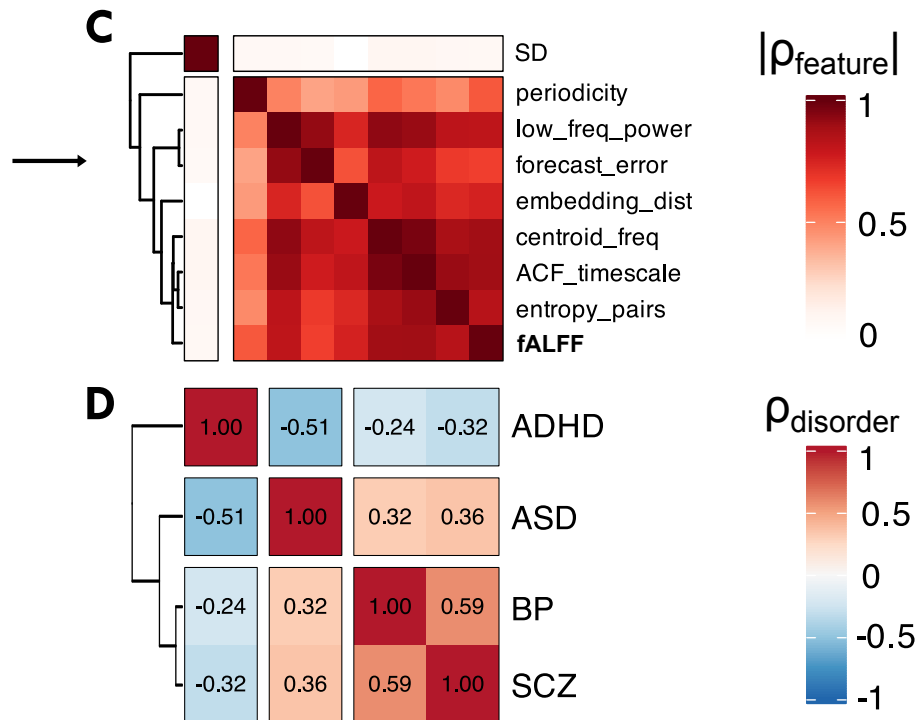 C
SD
|ρfeature|
periodicity
low_freq_power
forecast_error
embedding_dist
centroid_freq
ACF_timescale
entropy_pairs
fALFF
1
0.5
0
D
1.00 -0.51 -0.24 -0.32 ADHD
-0.51 1.00 0.32 0.36 ASD
-0.24 0.32 1.00 0.59 BP
-0.32 0.36 0.59 1.00 SCZ
ρdisorder
1
0.5
0
-0.5
-1